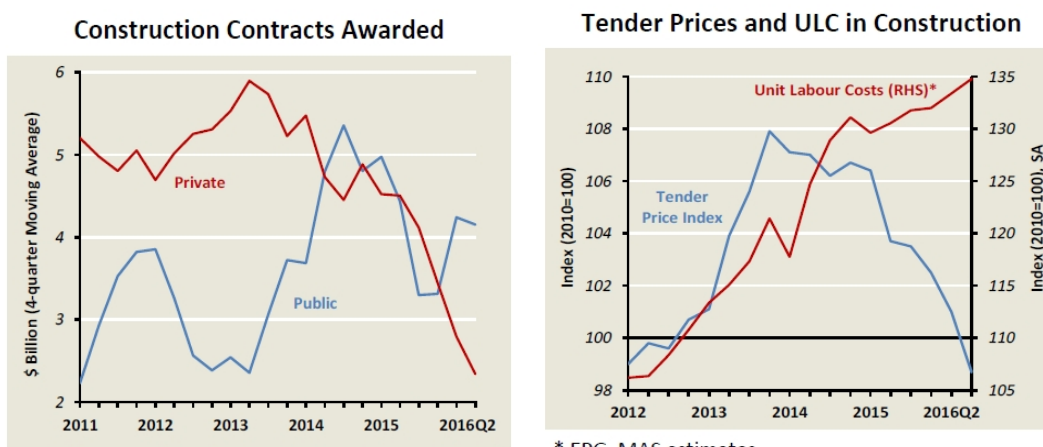 Construction Contracts Awarded
$ Billion (4-quarter Moving Average)
6
5
4
3
2
Private
Public
2011 2012 2013 2014 2015 2016Q2
Tender Prices and ULC in Construction
Index (2010=100)
110
108
106
104
102
100
98
Unit Labour Costs (RHS)*
Tender
Price Index
135
130
125
120
115
110
105
Index (2010=100), SA
2012 2013 2014 2015 2016Q2
* EPG, MAS estimates